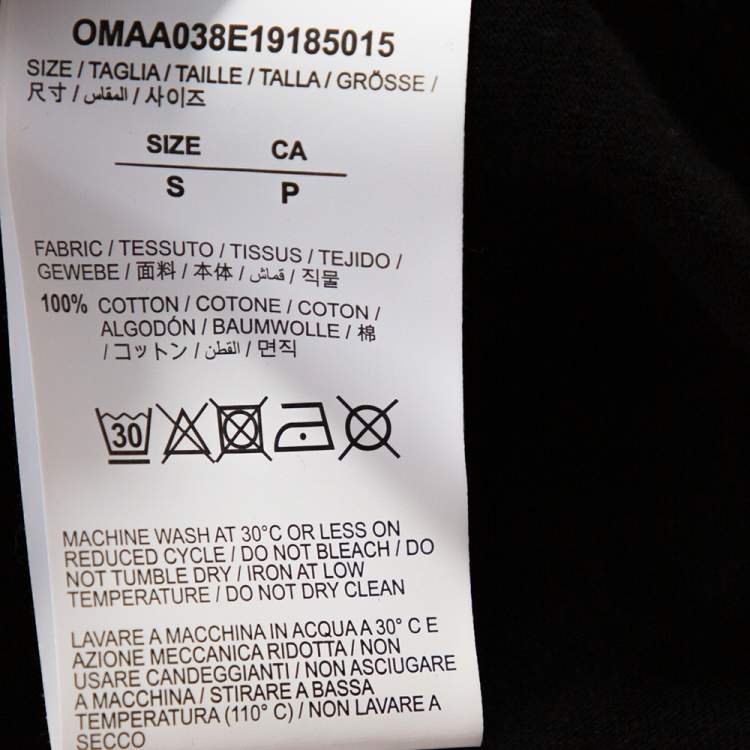 OMAA038E19185015
SIZE / TAGLIA / TAILLE / TALLA / GRÖSSE /
尺寸 / المقاس / 사이즈
SIZE CA
S P
FABRIC / TESSUTO / TISSUS / TEJIDO /
GEWEBE / 面料 / 本体 / قماش / 직물
100% COTTON / COTONE / COTON /
ALGODÓN / BAUMWOLLE / 棉
/ コットン / القطن / 면직
30
MACHINE WASH AT 30°C OR LESS ON
REDUCED CYCLE / DO NOT BLEACH / DO
NOT TUMBLE DRY / IRON AT LOW
TEMPERATURE / DO NOT DRY CLEAN
LAVARE A MACCHINA IN ACQUA A 30° C E
AZIONE MECCANICA RIDOTTA / NON
USARE CANDEGGIANTI / NON ASCIUGARE
A MACCHINA / STIRARE A BASSA
TEMPERATURA (110° C) / NON LAVARE A
SECCO